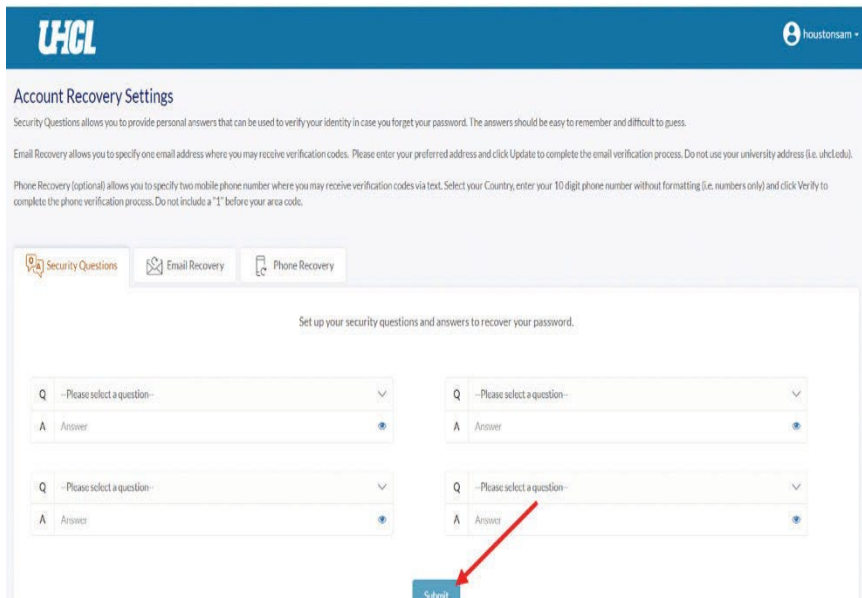 UHCL
houstonsam
Account Recovery Settings
Security Questions allows you to provide personal answers that can be used to verify your identity in case you forget your password. The answers should be easy to remember and difficult to guess.
Email Recovery allows you to specify one email address where you may receive verification codes. Please enter your preferred address and click Update to complete the email verification process. Do not use your university address (i.e. uhcl.edu).
Phone Recovery (optional) allows you to specify two mobile phone number where you may receive verification codes via text. Select your Country, enter your 10 digit phone number without formatting (i.e. numbers only) and click Verify to
complete the phone verification process. Do not include a "1" before your area code.
Security Questions Email Recovery Phone Recovery
Set up your security questions and answers to recover your password.
Q --Please select a question-- Q --Please select a question--
A Answer A Answer
Q --Please select a question-- Q --Please select a question--
A Answer A Answer
Submit